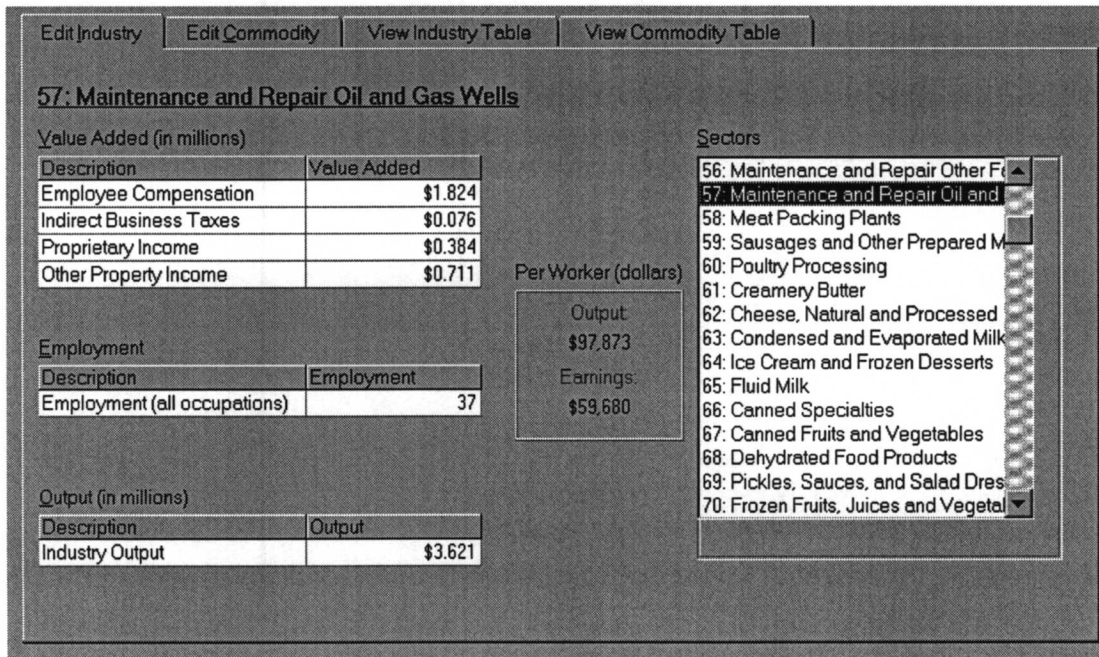 Edit Industry Edit Commodity View Industry Table View Commodity Table
57: Maintenance and Repair Oil and Gas Wells
Value Added (in millions)
Description Value Added
Employee Compensation $1.824
Indirect Business Taxes $0.076
Proprietary Income $0.384
Other Property Income $0.711
Employment
Description Employment
Employment (all occupations) 37
Output (in millions)
Description Output
Industry Output $3.621
Per Worker (dollars)
Output:
$97,873
Earnings:
$59,680
Sectors
56: Maintenance and Repair Other Fa
57: Maintenance and Repair Oil and
58: Meat Packing Plants
59: Sausages and Other Prepared M
60: Poultry Processing
61: Creamery Butter
62: Cheese, Natural and Processed
63: Condensed and Evaporated Milk
64: Ice Cream and Frozen Desserts
65: Fluid Milk
66: Canned Specialties
67: Canned Fruits and Vegetables
68: Dehydrated Food Products
69: Pickles, Sauces, and Salad Dres
70: Frozen Fruits, Juices and Vegetal